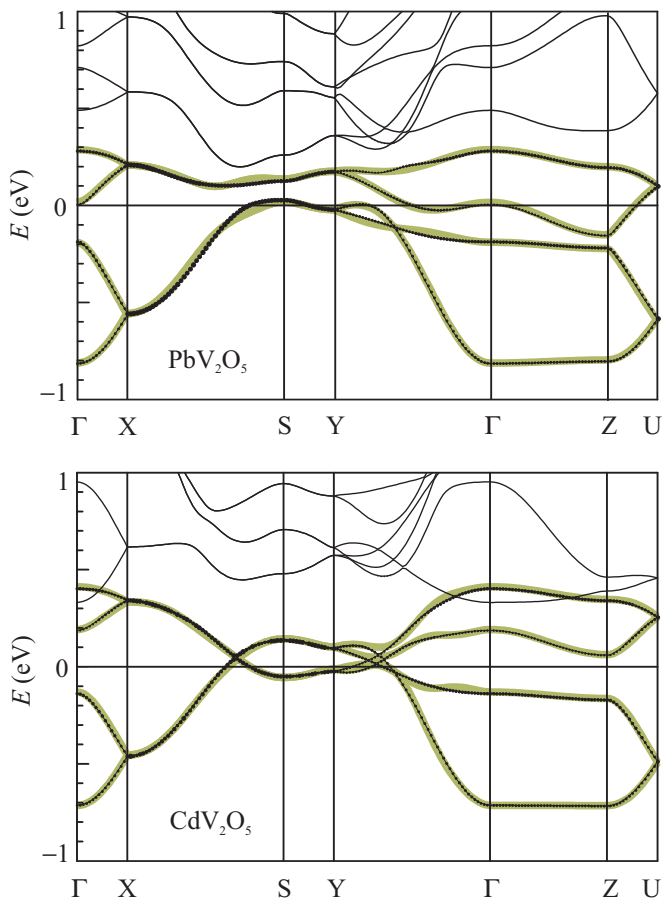 1
E (eV)
0
PbV₂O₅
−1
Γ X S Y Γ Z U
1
E (eV)
0
CdV₂O₅
−1
Γ X S Y Γ Z U